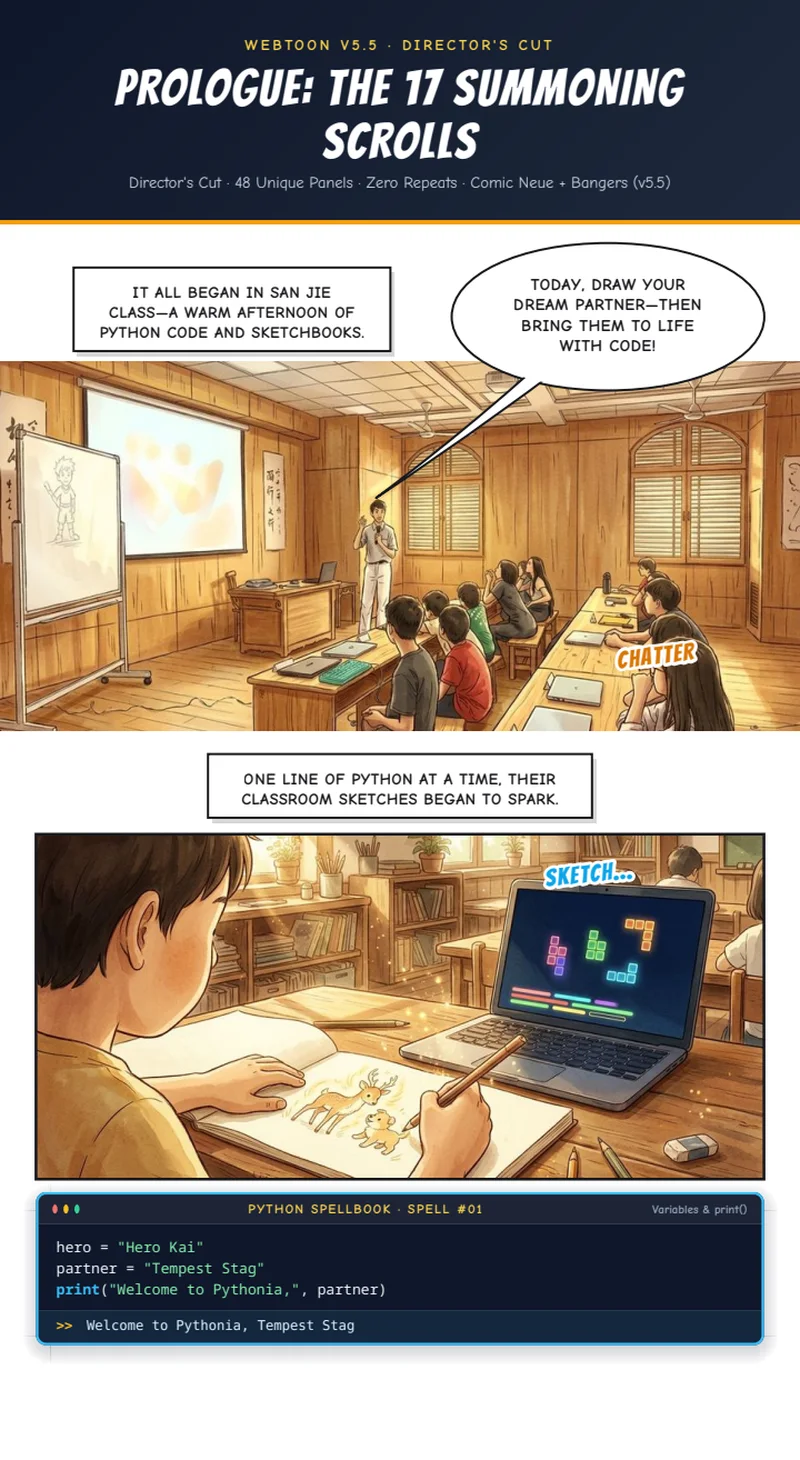 WEBTOON V5.5 · DIRECTOR'S CUT
PROLOGUE: THE 17 SUMMONING
SCROLLS
Director's Cut · 48 Unique Panels · Zero Repeats · Comic Neue + Bangers (v5.5)
IT ALL BEGAN IN SAN JIE
CLASS—A WARM AFTERNOON OF
PYTHON CODE AND SKETCHBOOKS.
TODAY, DRAW YOUR
DREAM PARTNER—THEN
BRING THEM TO LIFE
WITH CODE!
CHATTER
ONE LINE OF PYTHON AT A TIME, THEIR
CLASSROOM SKETCHES BEGAN TO SPARK.
SKETCH...
PYTHON SPELLBOOK · SPELL #01
Variables & print()
hero = "Hero Kai"
partner = "Tempest Stag"
print("Welcome to Pythonia,", partner)
>> Welcome to Pythonia, Tempest Stag